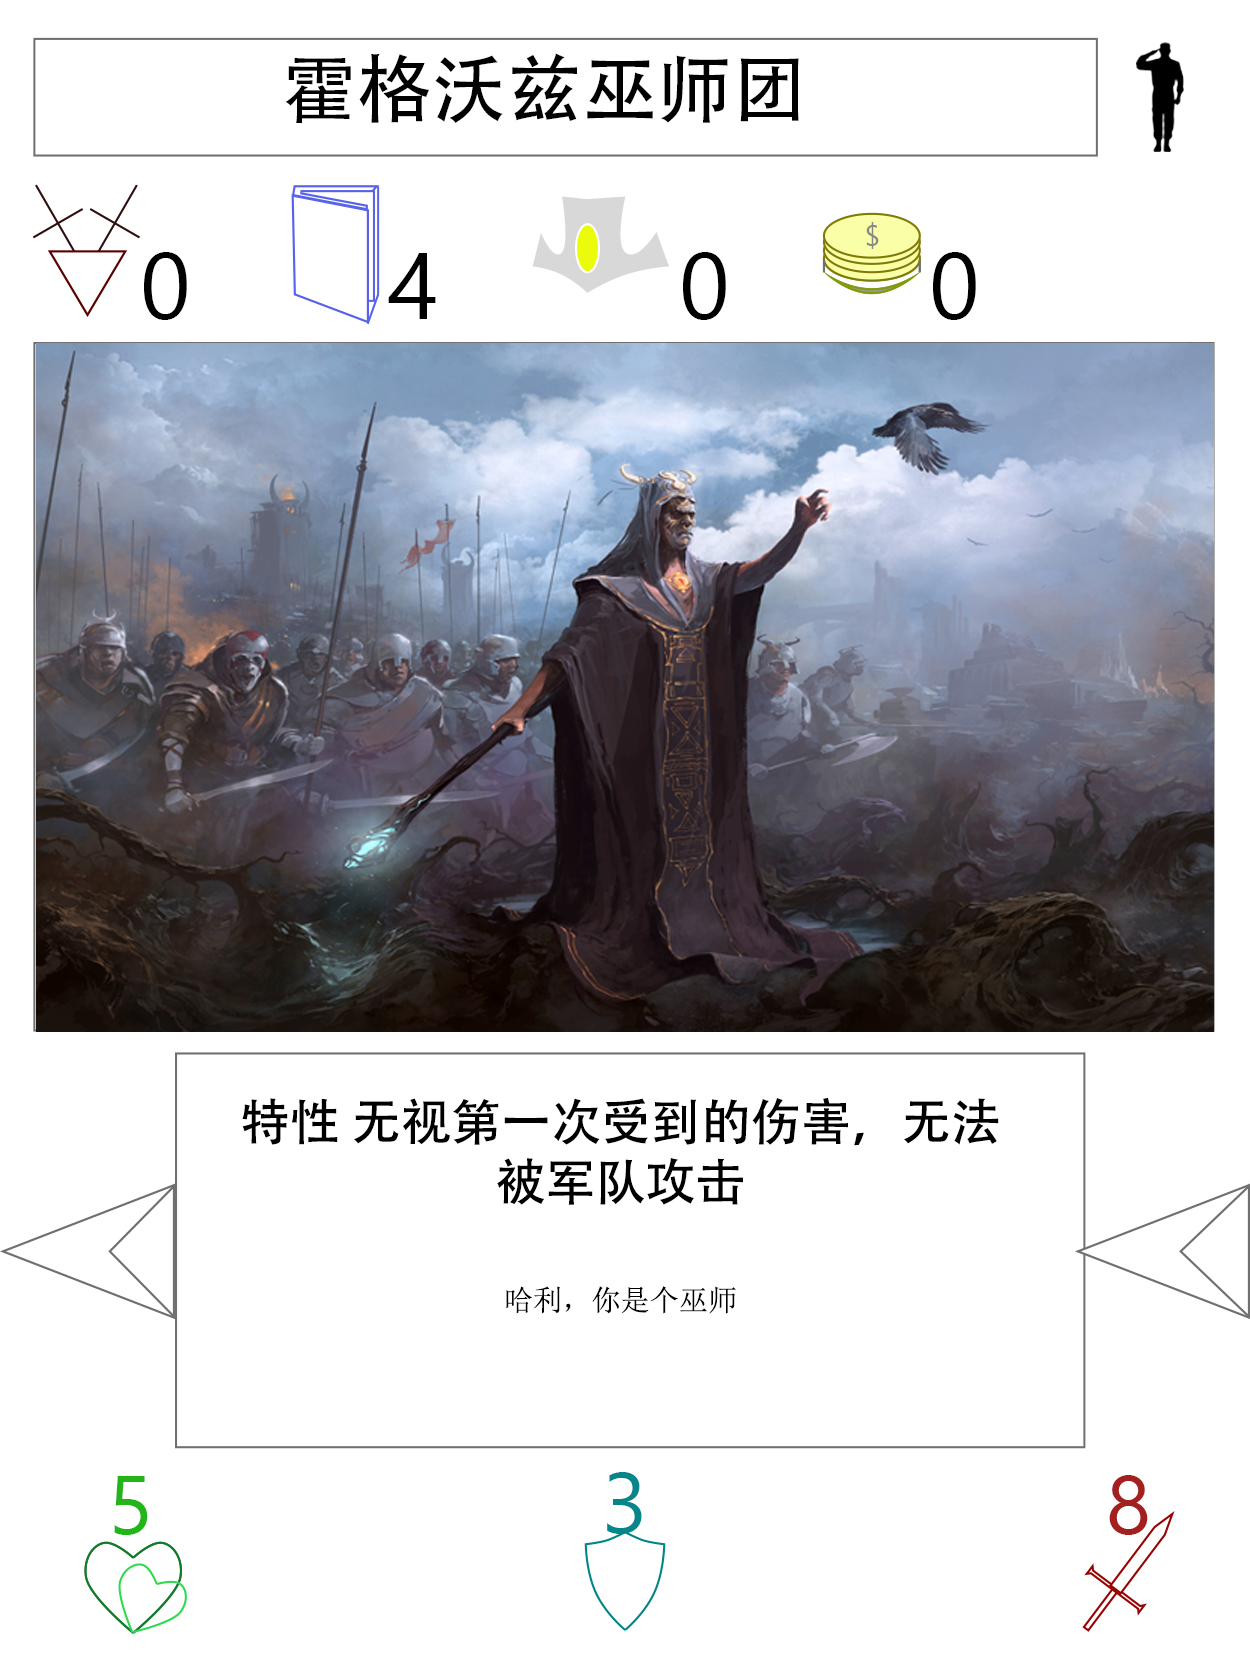 霍格沃兹巫师团
$
0 4 0 0
特性 无视第一次受到的伤害，无法
被军队攻击
哈利，你是个巫师
5 3 8